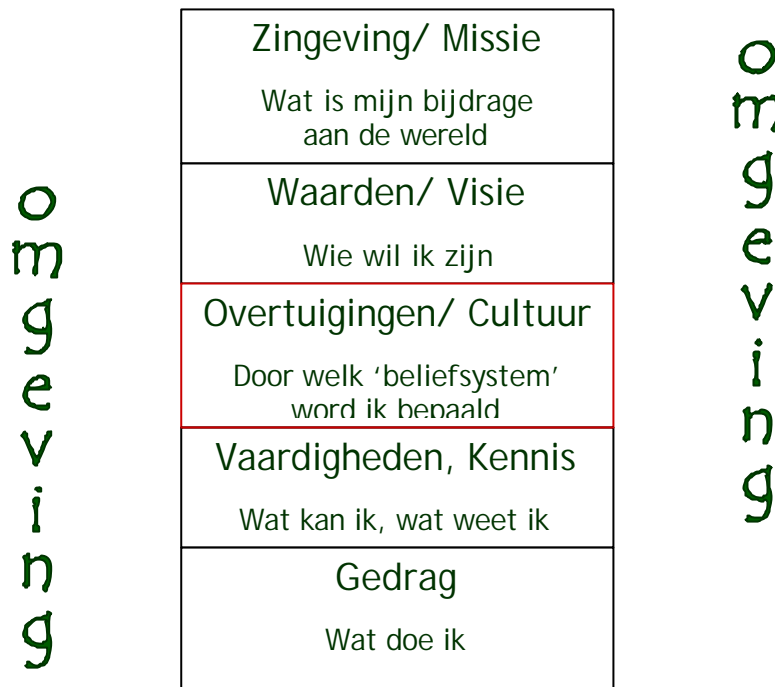 Zingeving/ Missie
Wat is mijn bijdrage
aan de wereld
Waarden/ Visie
Wie wil ik zijn
Overtuigingen/ Cultuur
Door welk ‘beliefsystem’
word ik bepaald
Vaardigheden, Kennis
Wat kan ik, wat weet ik
Gedrag
Wat doe ik
omgeving
omgeving